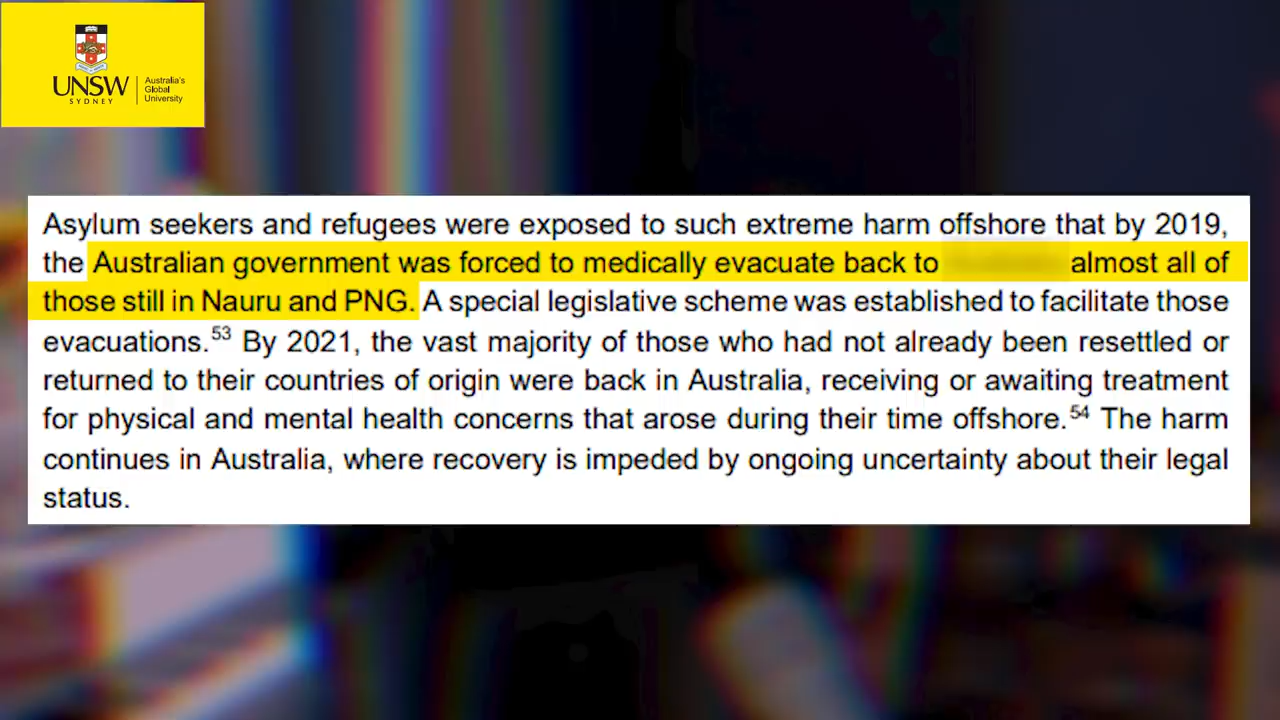 UNSW
SYDNEY
Australia's
Global
University
Asylum seekers and refugees were exposed to such extreme harm offshore that by 2019,
the Australian government was forced to medically evacuate back to almost all of
those still in Nauru and PNG. A special legislative scheme was established to facilitate those
evacuations.53 By 2021, the vast majority of those who had not already been resettled or
returned to their countries of origin were back in Australia, receiving or awaiting treatment
for physical and mental health concerns that arose during their time offshore.54 The harm
continues in Australia, where recovery is impeded by ongoing uncertainty about their legal
status.